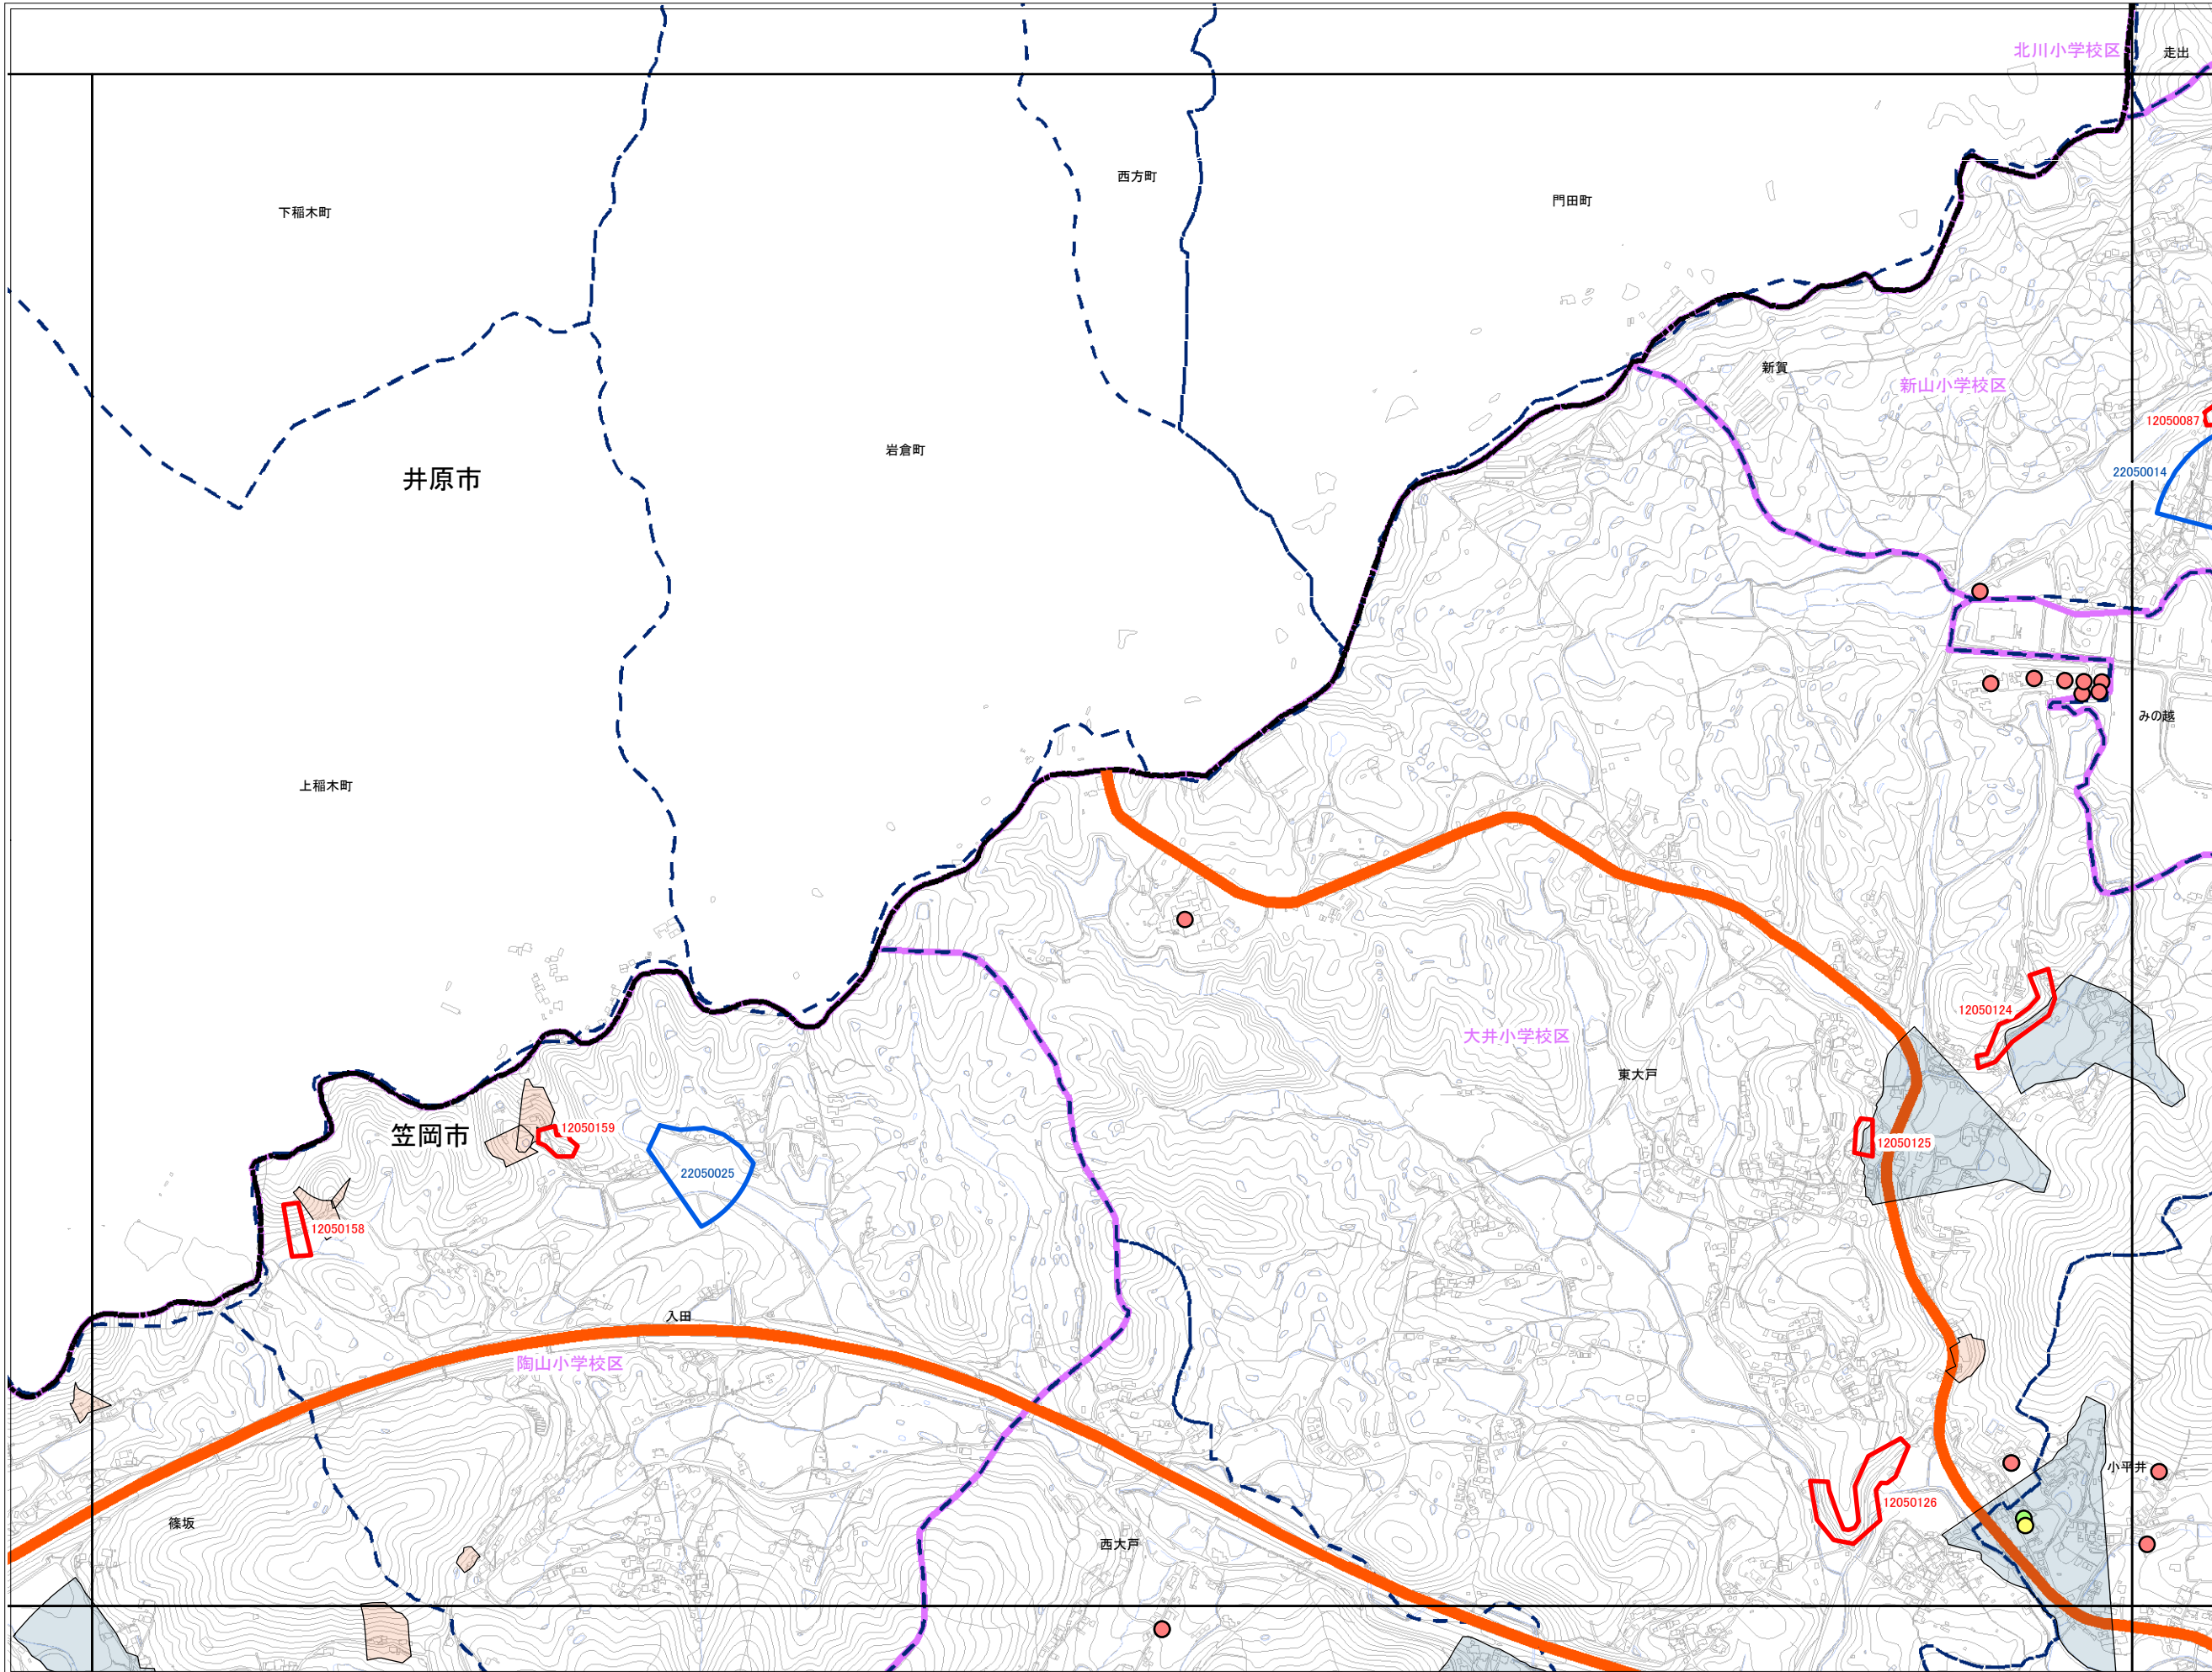 北川小学校区
走出
西方町
門田町
下稲木町
新賀
新山小学校区
12050087
岩倉町
22050014
井原市
みの越
上稲木町
12050124
大井小学校区
東大戸
12050159
笠岡市
12050125
22050025
12050158
入田
陶山小学校区
小平井
12050126
篠坂
西大戸